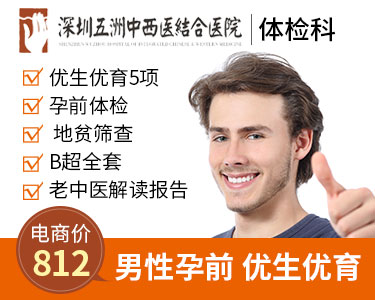 深圳五洲中西医结合医院 体检科
优生优育5项
孕前体检
地贫筛查
B超全套
老中医解读报告
电商价
812
男性孕前 优生优育